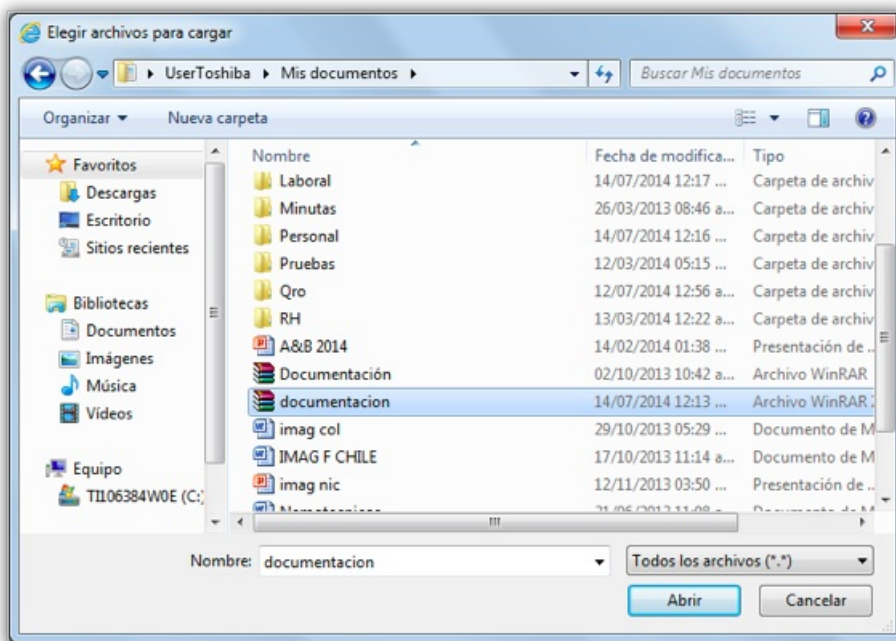 Elegir archivos para cargar
UserToshiba Mis documentos Buscar Mis documentos
Organizar Nueva carpeta
Favoritos
Descargas
Escritorio
Sitios recientes
Bibliotecas
Documentos
Imágenes
Música
Vídeos
Equipo
TI106384W0E (C:)
Nombre Fecha de modifica... Tipo
Laboral 14/07/2014 12:17 ... Carpeta de archiv
Minutas 26/03/2013 08:46 a... Carpeta de archiv
Personal 14/07/2014 12:16 ... Carpeta de archiv
Pruebas 12/03/2014 05:15 ... Carpeta de archiv
Qro 12/07/2014 12:56 a... Carpeta de archiv
RH 13/03/2014 12:22 a... Carpeta de archiv
A&B 2014 14/02/2014 01:38 ... Presentación de ..
Documentación 02/10/2013 10:42 a... Archivo WinRAR
documentacion 14/07/2014 12:13 ... Archivo WinRAR
imag col 29/10/2013 05:29 ... Documento de M
IMAG F CHILE 17/10/2013 11:14 a... Documento de M
imag nic 12/11/2013 03:50 ... Presentación de ..
Nombre: documentacion Todos los archivos (*.*)
Abrir Cancelar